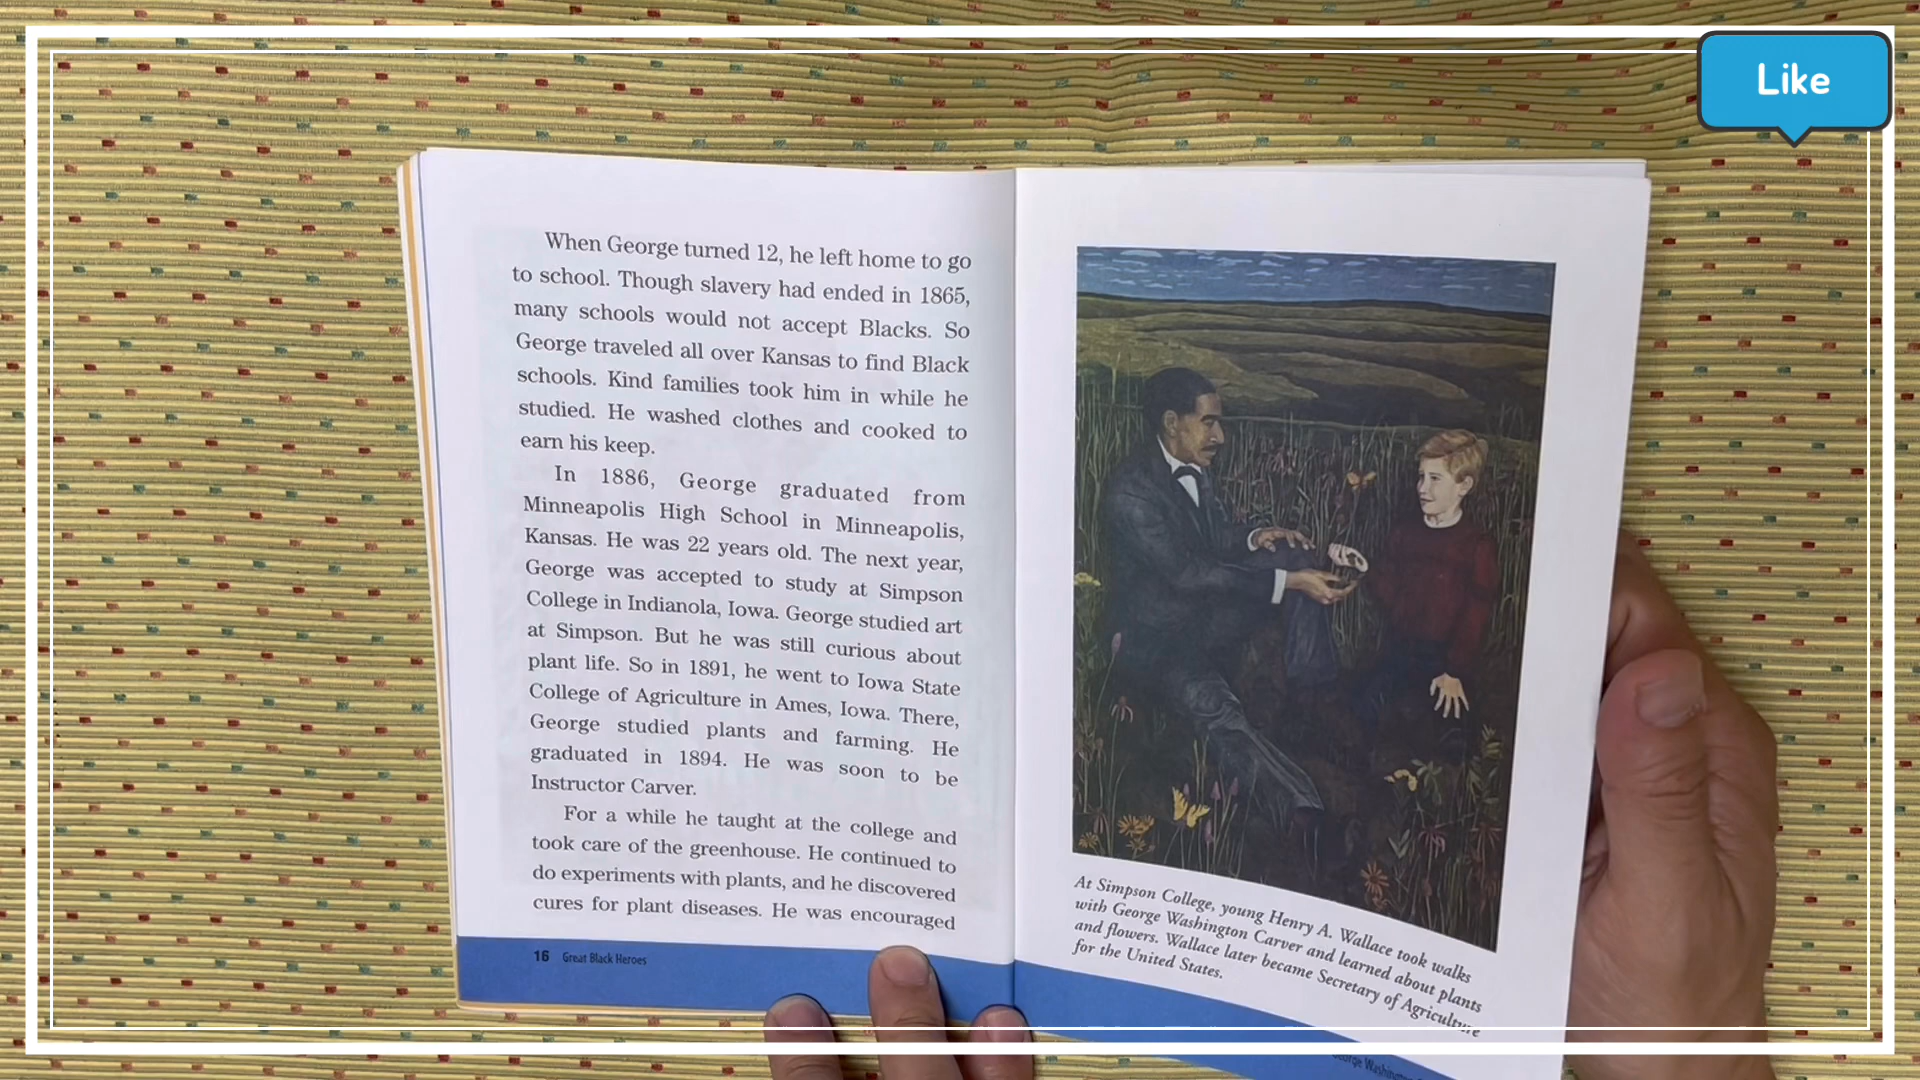 Like
When George turned 12, he left home to go
to school. Though slavery had ended in 1865,
many schools would not accept Blacks. So
George traveled all over Kansas to find Black
schools. Kind families took him in while he
studied. He washed clothes and cooked to
earn his keep.
In 1886, George graduated from
Minneapolis High School in Minneapolis,
Kansas. He was 22 years old. The next year,
George was accepted to study at Simpson
College in Indianola, Iowa. George studied art
at Simpson. But he was still curious about
plant life. So in 1891, he went to Iowa State
College of Agriculture in Ames, Iowa. There,
George studied plants and farming. He
graduated in 1894. He was soon to be
Instructor Carver.
For a while he taught at the college and
took care of the greenhouse. He continued to
do experiments with plants, and he discovered
cures for plant diseases. He was encouraged
16 Great Black Heroes
At Simpson College, young Henry A. Wallace took walks
with George Washington Carver and learned about plants
and flowers. Wallace later became Secretary of Agriculture
for the United States.
George